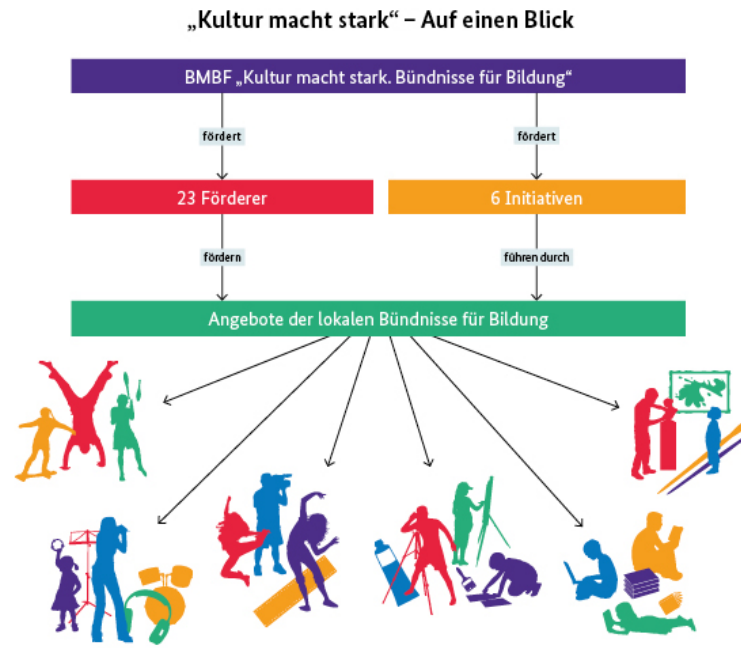 „Kultur macht stark“ – Auf einen Blick
BMBF „Kultur macht stark. Bündnisse für Bildung“
fördert
fördert
23 Förderer
6 Initiativen
fördern
führen durch
Angebote der lokalen Bündnisse für Bildung